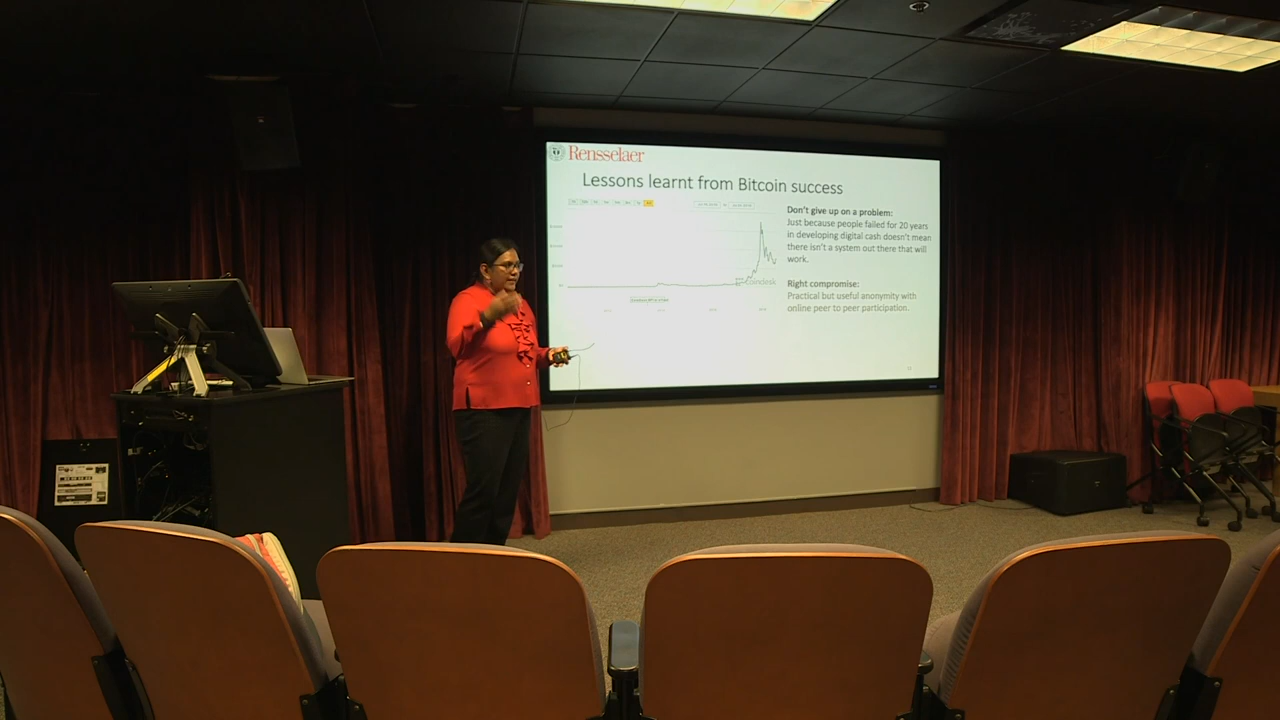 Rensselaer
Lessons learnt from Bitcoin success
Don't give up on a problem:
Just because people failed for 20 years
in developing digital cash doesn't mean
there isn't a system out there that will
work.
coindesk
Right compromise:
Practical but useful anonymity with
online peer to peer participation.